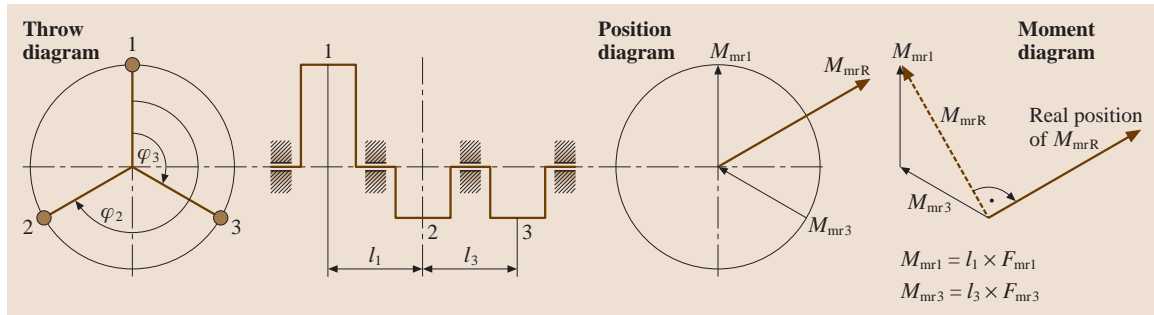 Throw
diagram
1
φ3
φ2
2
3
1
2
3
l1
l3
Position
diagram
Mmr1
MmrR
Mmr3
Moment
diagram
Mmr1
MmrR
Real position
of MmrR
Mmr3
Mmr1 = l1 × Fmr1
Mmr3 = l3 × Fmr3